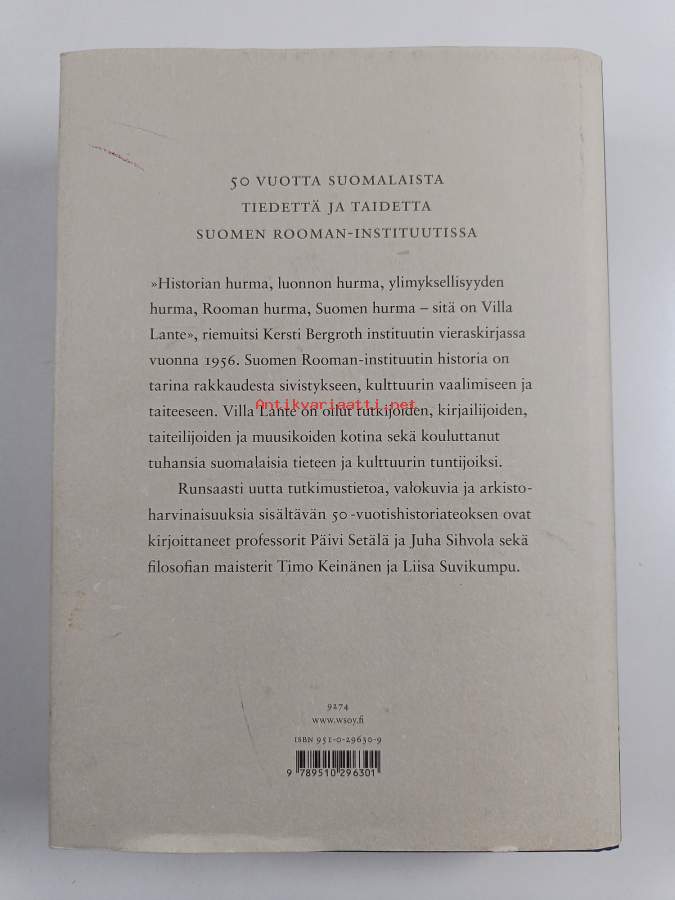 50 VUOTTA SUOMALAISTA
TIEDETTÄ JA TAIDETTA
SUOMEN ROOMAN-INSTITUUTISSA
»Historian hurma, luonnon hurma, ylimyksellisyyden
hurma, Rooman hurma, Suomen hurma – sitä on Villa
Lante», riemuitsi Kersti Bergroth instituutin vieraskirjassa
vuonna 1956. Suomen Rooman-instituutin historia on
tarina rakkaudesta sivistykseen, kulttuurin vaalimiseen ja
taiteeseen. Villa Lante on ollut tutkijoiden, kirjailijoiden,
Antikvariaatti.net
taiteilijoiden ja muusikoiden kotina sekä kouluttanut
tuhansia suomalaisia tieteen ja kulttuurin tuntijoiksi.
Runsaasti uutta tutkimustietoa, valokuvia ja arkisto-
harvinaisuuksia sisältävän 50-vuotishistoriateoksen ovat
kirjoittaneet professorit Päivi Setälä ja Juha Sihvola sekä
filosofian maisterit Timo Keinänen ja Liisa Suvikumpu.
9274
www.wsoy.fi
ISBN 951-0-29630-9
9 789510 296301